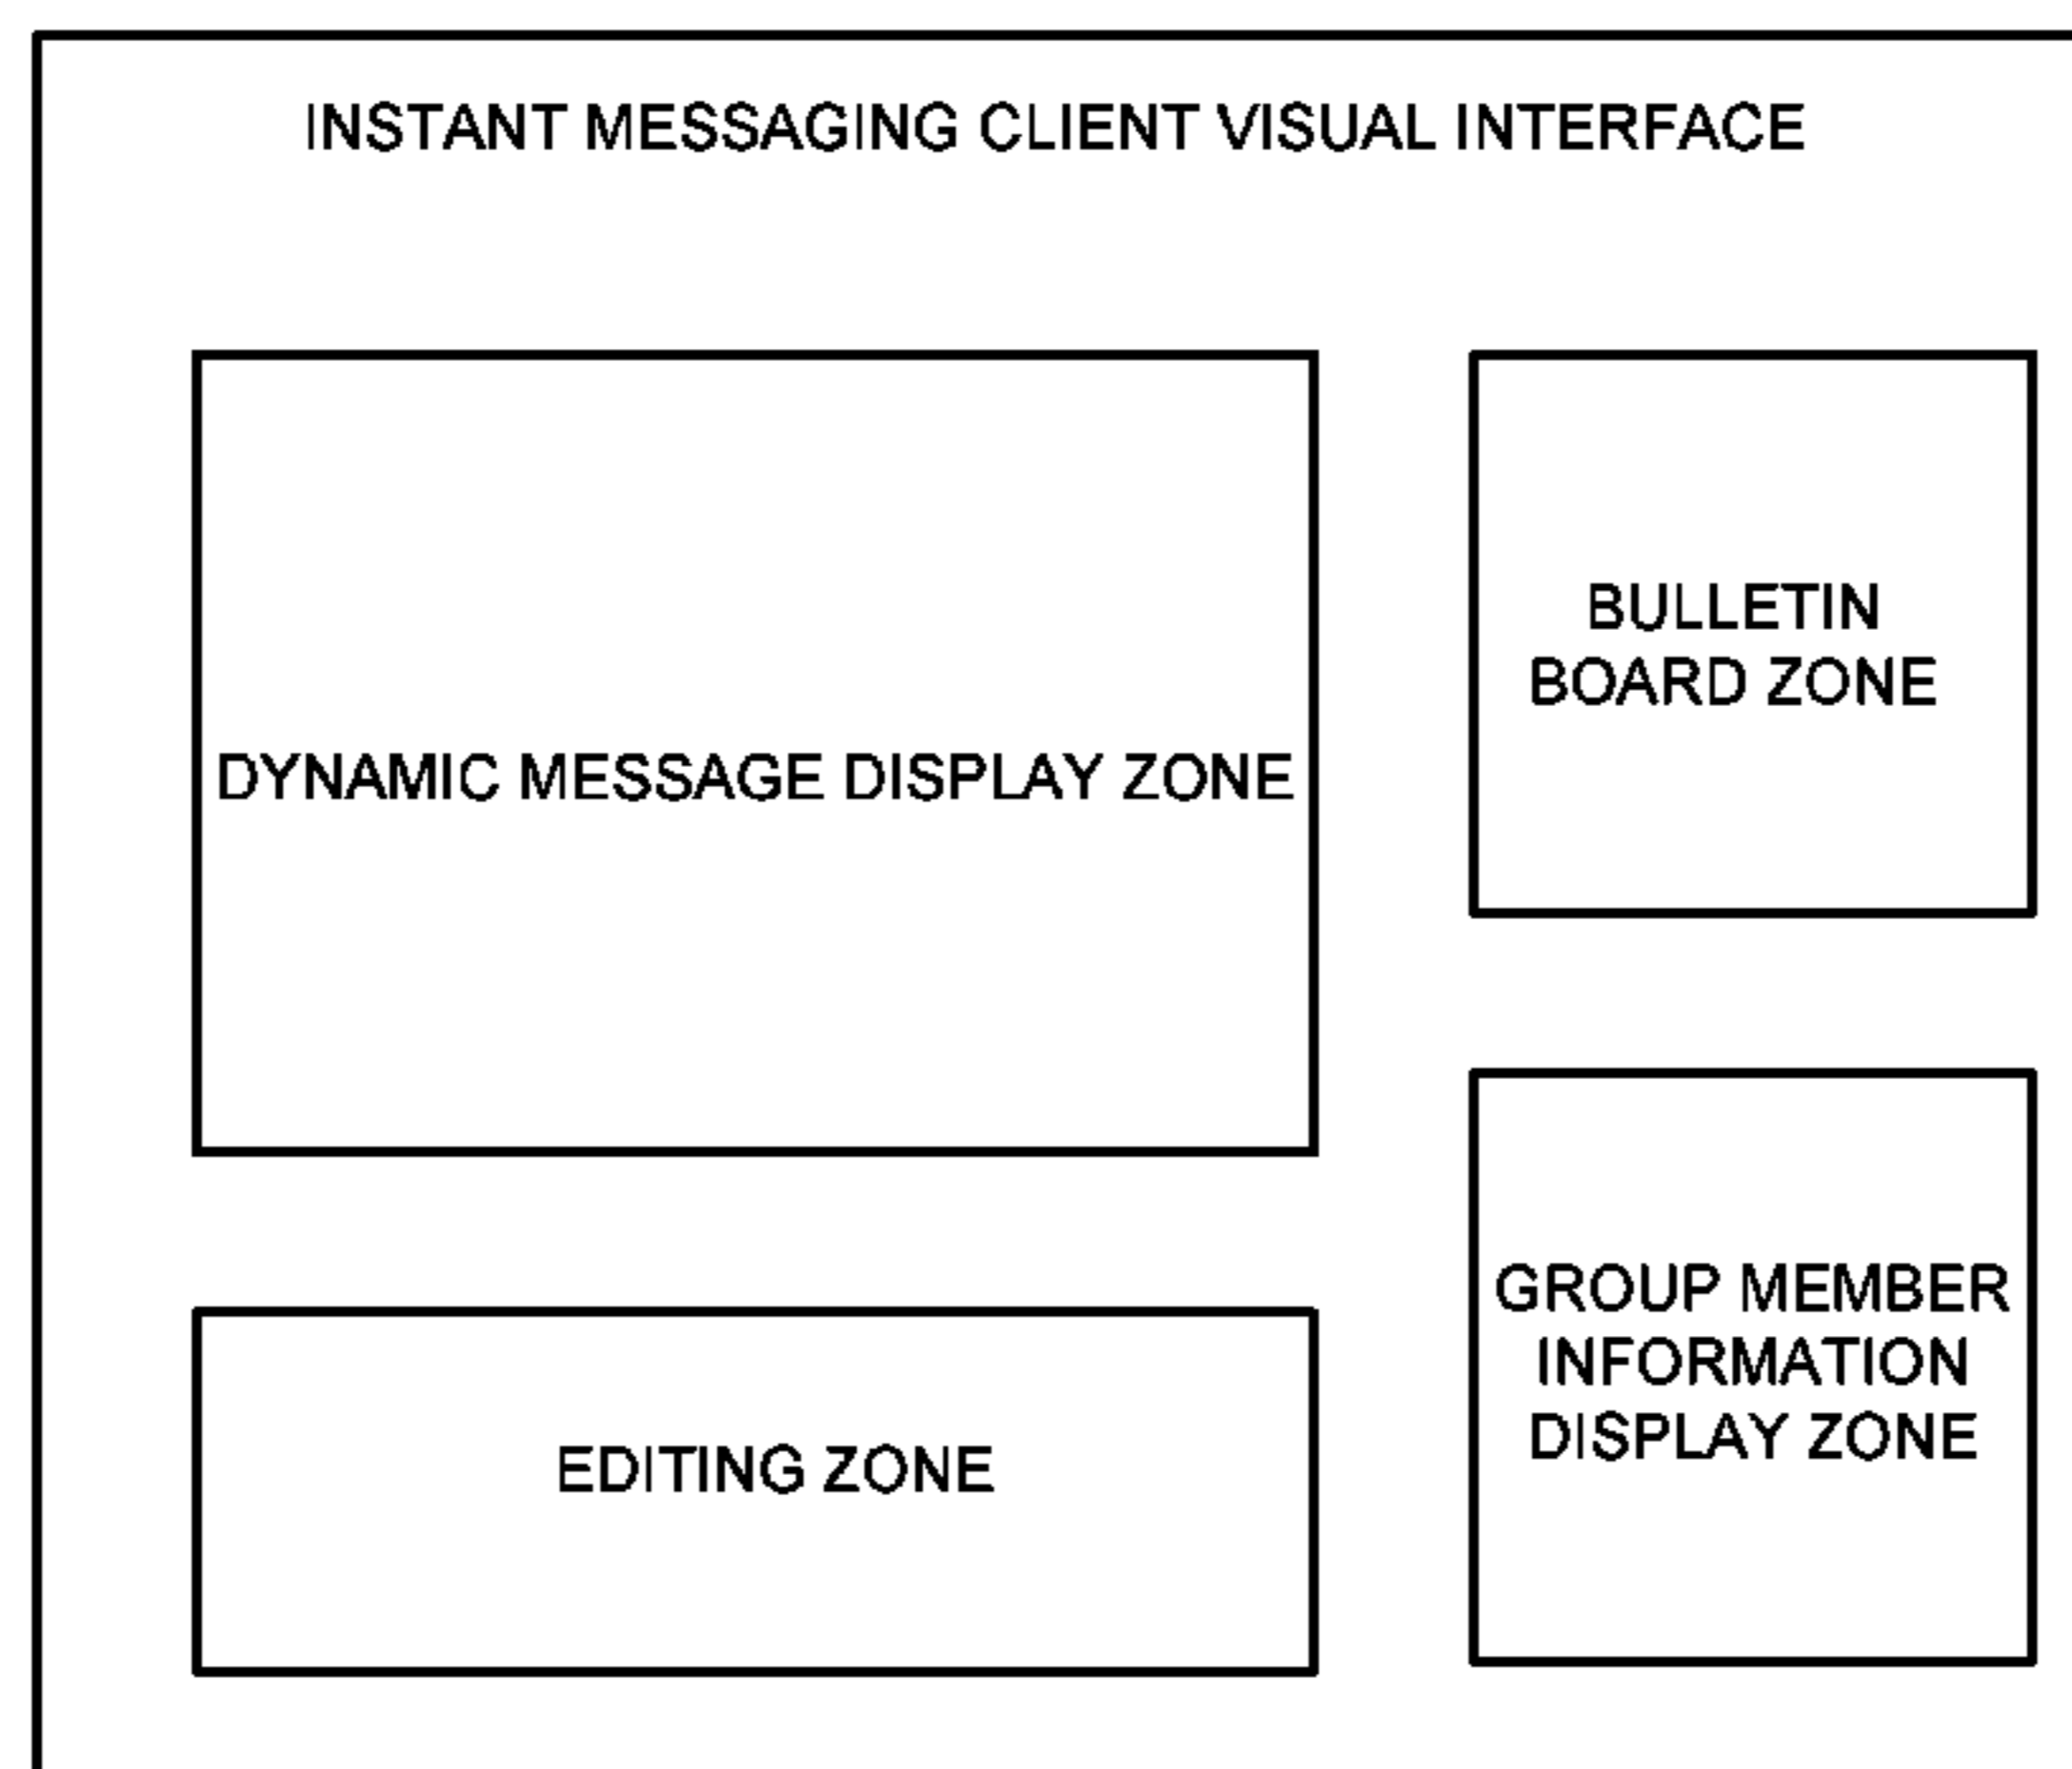 INSTANT MESSAGING CLIENT VISUAL INTERFACE
DYNAMIC MESSAGE DISPLAY ZONE
BULLETIN
BOARD ZONE
EDITING ZONE
GROUP MEMBER
INFORMATION
DISPLAY ZONE